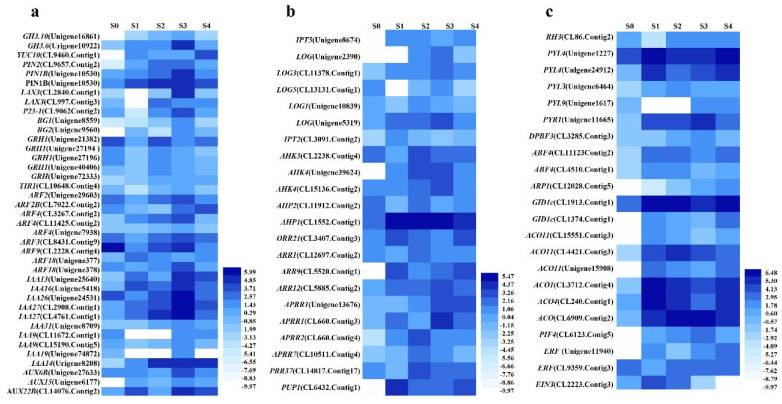 a
S0 S1 S2 S3 S4
GH3.10(Unigene16861)
GH3.6(Unigene10922)
YUC10(CL9460.Contig1)
PIN2(CL9657.Contig2)
PIN1B(Unigene10530)
PIN1B(Unigene10530)
LAX3(CL2840.Contig1)
LAX3(CL997.Contig3)
P23-1(CL9062Contig2)
BG1(Unigene8559)
BG2(Unigene9560)
GRH1(Unigene21382)
GRH1(Unigene27194)
GRH1(Unigene27196)
GRH1(Unigene40406)
GRH(Unigene72333)
TIR1(CL10648.Contig4)
ARF2(Unigene29603)
ARF2B(CL7022.Contig2)
ARF4(CL3267.Contig2)
ARF4(CL11425.Contig2)
ARF4(Unigene7938)
ARF3(CL8431.Contig9)
ARF9(CL2228.Contig4)
ARF18(Unigene377)
ARF18(Unigene378)
IAA13(Unigene25640)
IAA16(Unigene5418)
IAA26(Unigene24531)
IAA27(CL2908.Contig1)
IAA27(CL4761.Contig1)
IAA31(Unigene8709)
IAA9(CL11672.Contig1)
IAA9(CL15190.Contig5)
IAA19(Unigene74872)
IAA14(Unigene8208)
AUX6B(Unigene27633)
AUX15(Unigene6177)
AUX22B(CL14076.Contig2)
5.99
4.85
3.71
2.57
1.43
0.29
-0.85
-1.99
-3.13
-4.27
-5.41
-6.55
-7.69
-8.83
-9.97
b
S0 S1 S2 S3 S4
IPT5(Unigene8674)
LOG(Unigene2390)
LOG3(CL11378.Contig1)
LOG5(CL13131.Contig1)
LOG1(Unigene10839)
LOG(Unigene5319)
IPT2(CL3091.Contig2)
AHK3(CL2238.Contig4)
AHK4(Unigene39624)
AHK4(CL15136.Contig2)
AHP2(CL11912.Contig2)
AHP1(CL1552.Contig1)
ORR21(CL3407.Contig3)
ARR1(CL12697.Contig2)
ARR9(CL5520.Contig1)
ARR12(CL5885.Contig2)
APRR1(Unigene13676)
APRR1(CL660.Contig3)
APRR2(CL660.Contig4)
APRR7(CL10511.Contig4)
PRR37(CL14817.Contig17)
PUP1(CL6432.Contig1)
5.47
4.37
3.26
2.16
1.06
-0.04
-1.15
-2.25
-3.35
-4.46
-5.56
-6.66
-7.76
-8.86
-9.97
c
S0 S1 S2 S3 S4
RH3(CL86.Contig2)
PYL4(Unigene1227)
PYL4(Unigene24912)
PYL3(Unigene6464)
PYL9(Unigene1617)
PYR1(Unigene11665)
DPBF3(CL3285.Contig3)
ABF4(CL11123Contig2)
ABF4(CL4510.Contig1)
ARP1(CL12028.Contig5)
GID1c(CL1913.Contig1)
GID1c(CL1374.Contig1)
ACO11(CL15551.Contig3)
ACO11(CL4421.Contig3)
ACO11(Unigene15908)
ACO1(CL3712.Contig4)
ACO4(CL240.Contig1)
ACO(CL6909.Contig2)
PIF4(CL6123.Contig5)
ERF (Unigene11940)
ERF(CL9359.Contig3)
EIN3(CL2223.Contig3)
6.48
5.30
4.13
2.95
1.78
0.60
-0.57
-1.74
-2.92
-4.09
-5.27
-6.44
-7.62
-8.79
-9.97